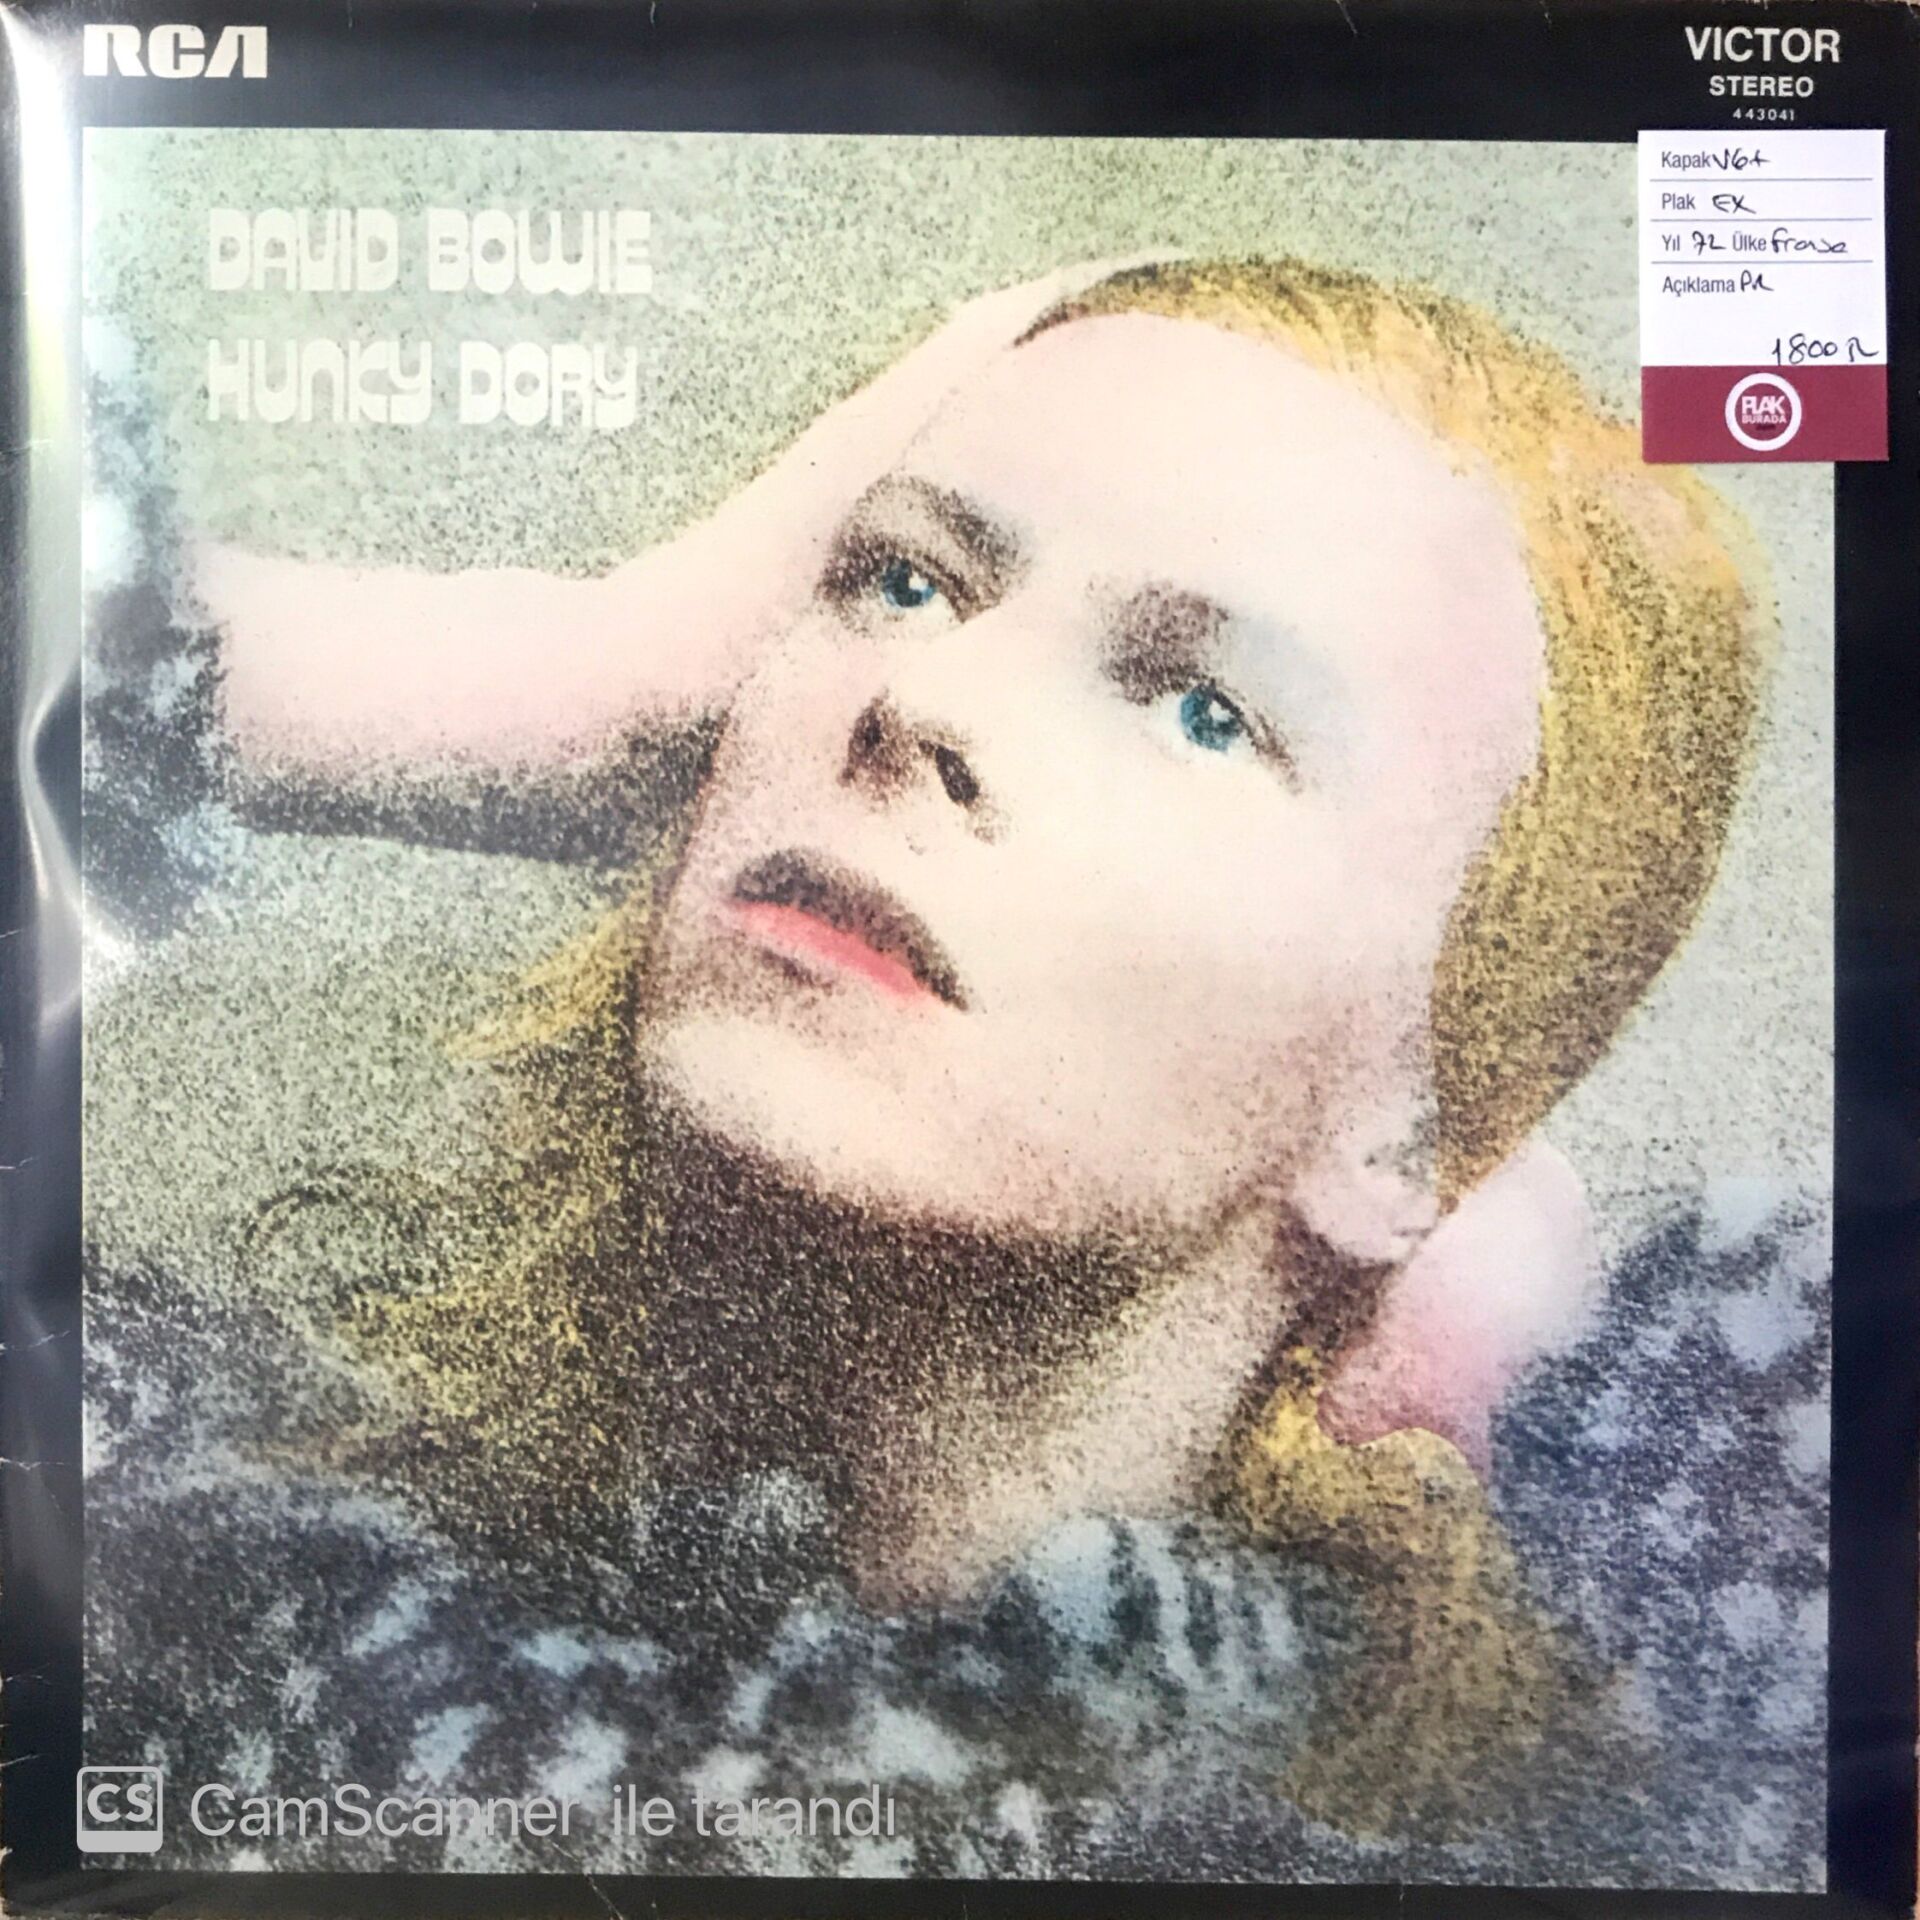 RCA
VICTOR
STEREO
443041
DAVID BOWIE
HUNKY DORY
Kapak VG+
Plak EX
Yıl 72 Ülke Fransa
Açıklama
1800 TL
PLAK
BURADA
CS CamScanner ile tarandı